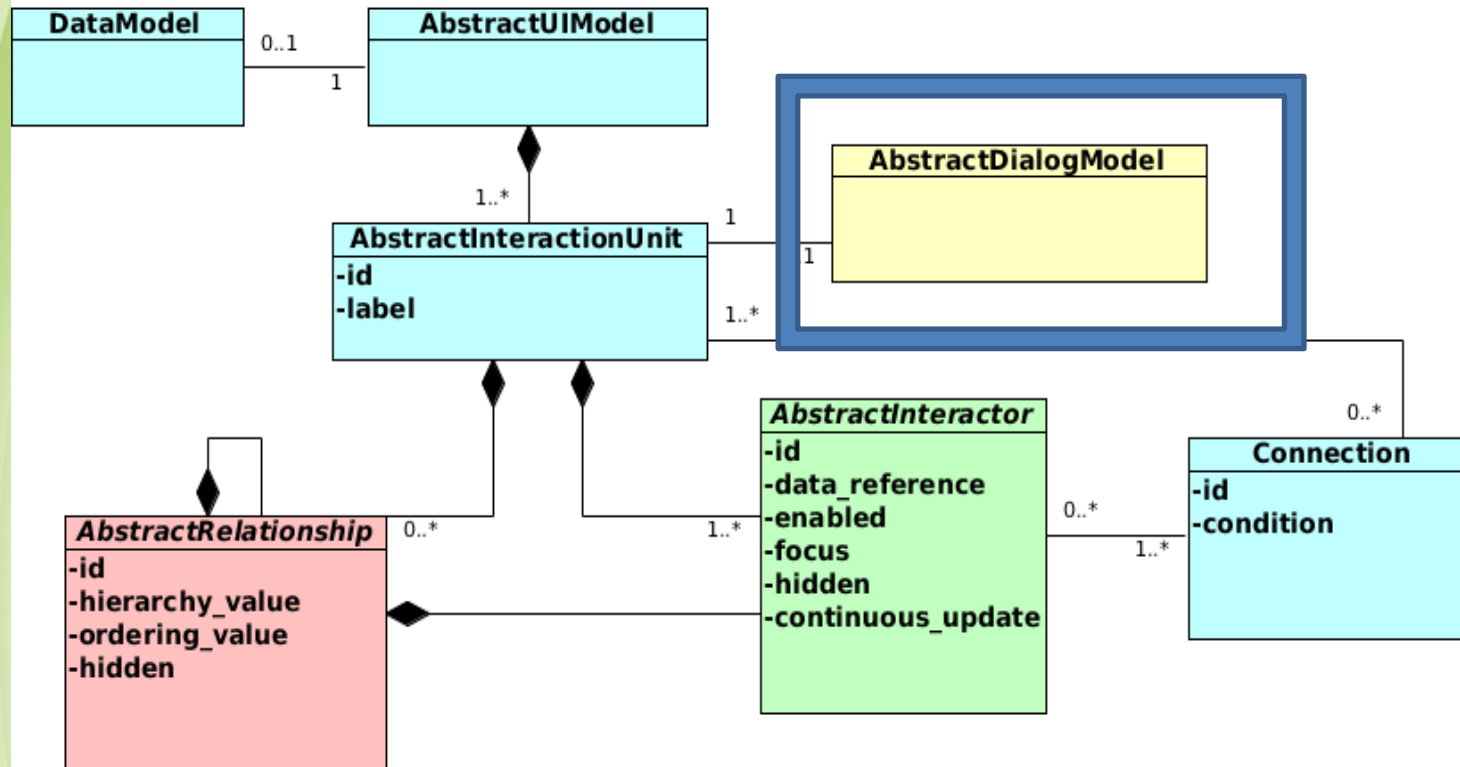 DataModel
0..1
1
AbstractUIModel
1..*
AbstractInteractionUnit
-id
-label
1
1
1..*
AbstractDialogModel
AbstractInteractor
-id
-data_reference
-enabled
-focus
-hidden
-continuous_update
0..*
Connection
-id
-condition
0..*
1..*
AbstractRelationship
-id
-hierarchy_value
-ordering_value
-hidden
0..*
1..*